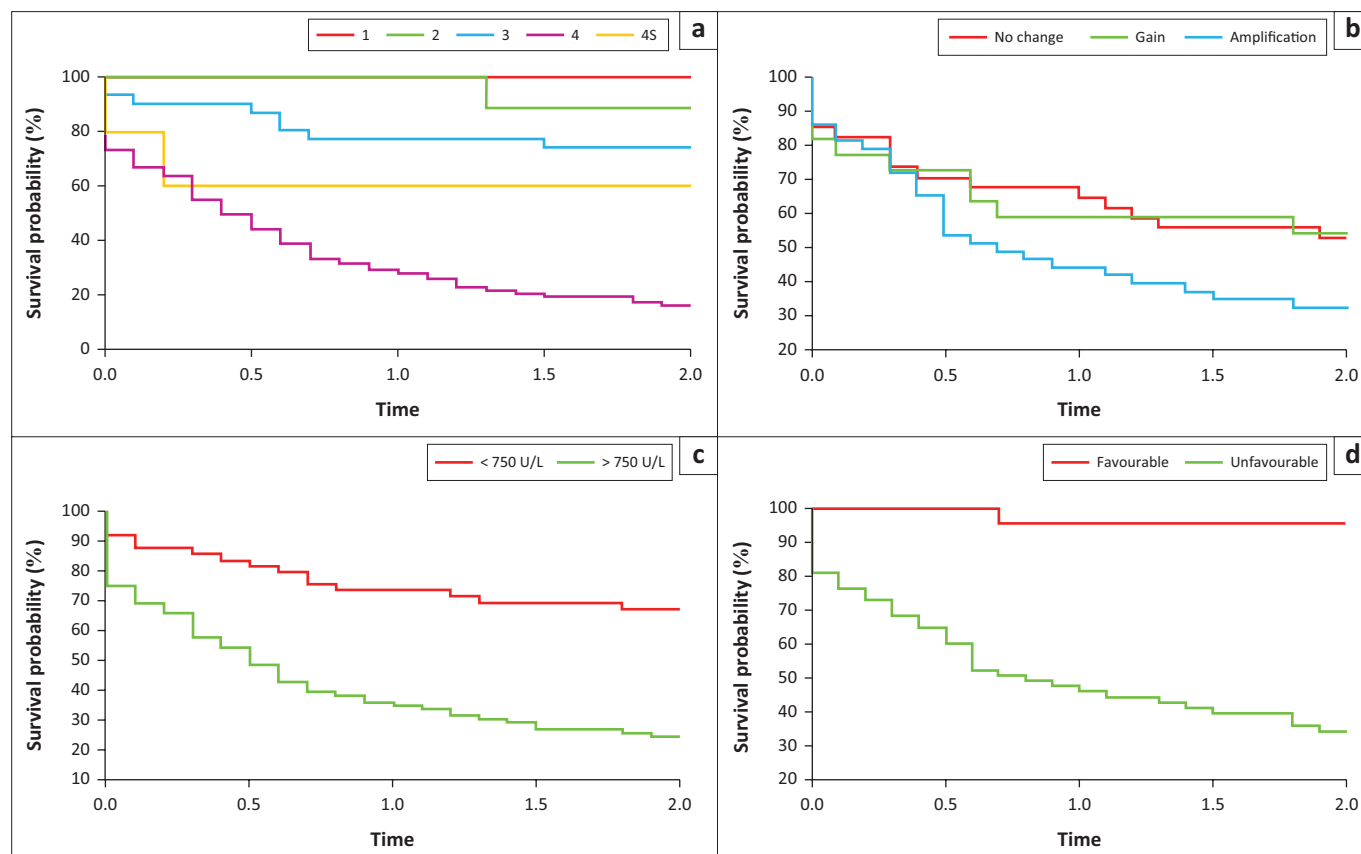 1 2 3 4 4S a
Survival probability (%)
100
80
60
40
20
0
0.0 0.5 1.0 1.5 2.0
Time
No change Gain Amplification b
Survival probability (%)
100
90
80
70
60
50
40
30
20
0.0 0.5 1.0 1.5 2.0
Time
< 750 U/L > 750 U/L c
Survival probability (%)
100
90
80
70
60
50
40
30
20
10
0.0 0.5 1.0 1.5 2.0
Time
Favourable Unfavourable d
Survival probability (%)
100
90
80
70
60
50
40
30
20
0.0 0.5 1.0 1.5 2.0
Time